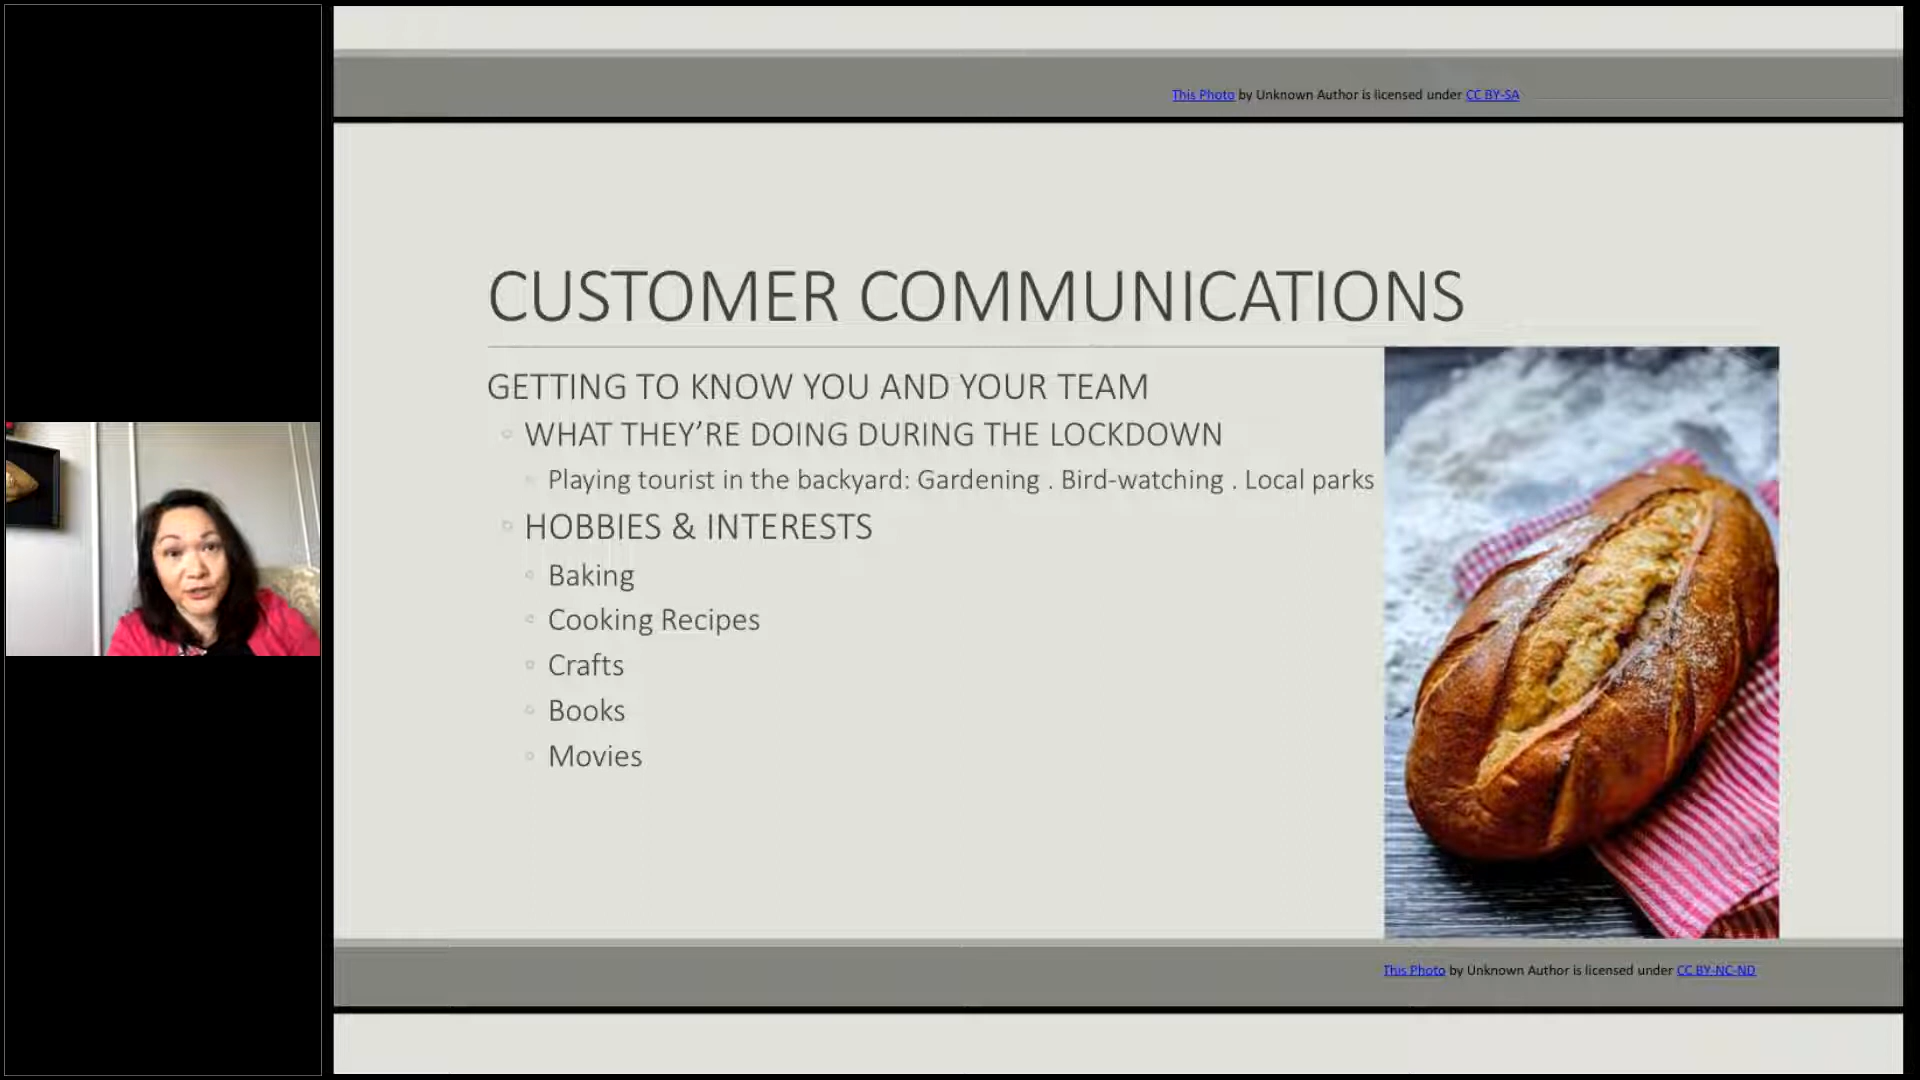 This Photo by Unknown Author is licensed under CC BY-SA
CUSTOMER COMMUNICATIONS
GETTING TO KNOW YOU AND YOUR TEAM
WHAT THEY’RE DOING DURING THE LOCKDOWN
Playing tourist in the backyard: Gardening . Bird-watching . Local parks
HOBBIES & INTERESTS
Baking
Cooking Recipes
Crafts
Books
Movies
This Photo by Unknown Author is licensed under CC BY-NC-ND